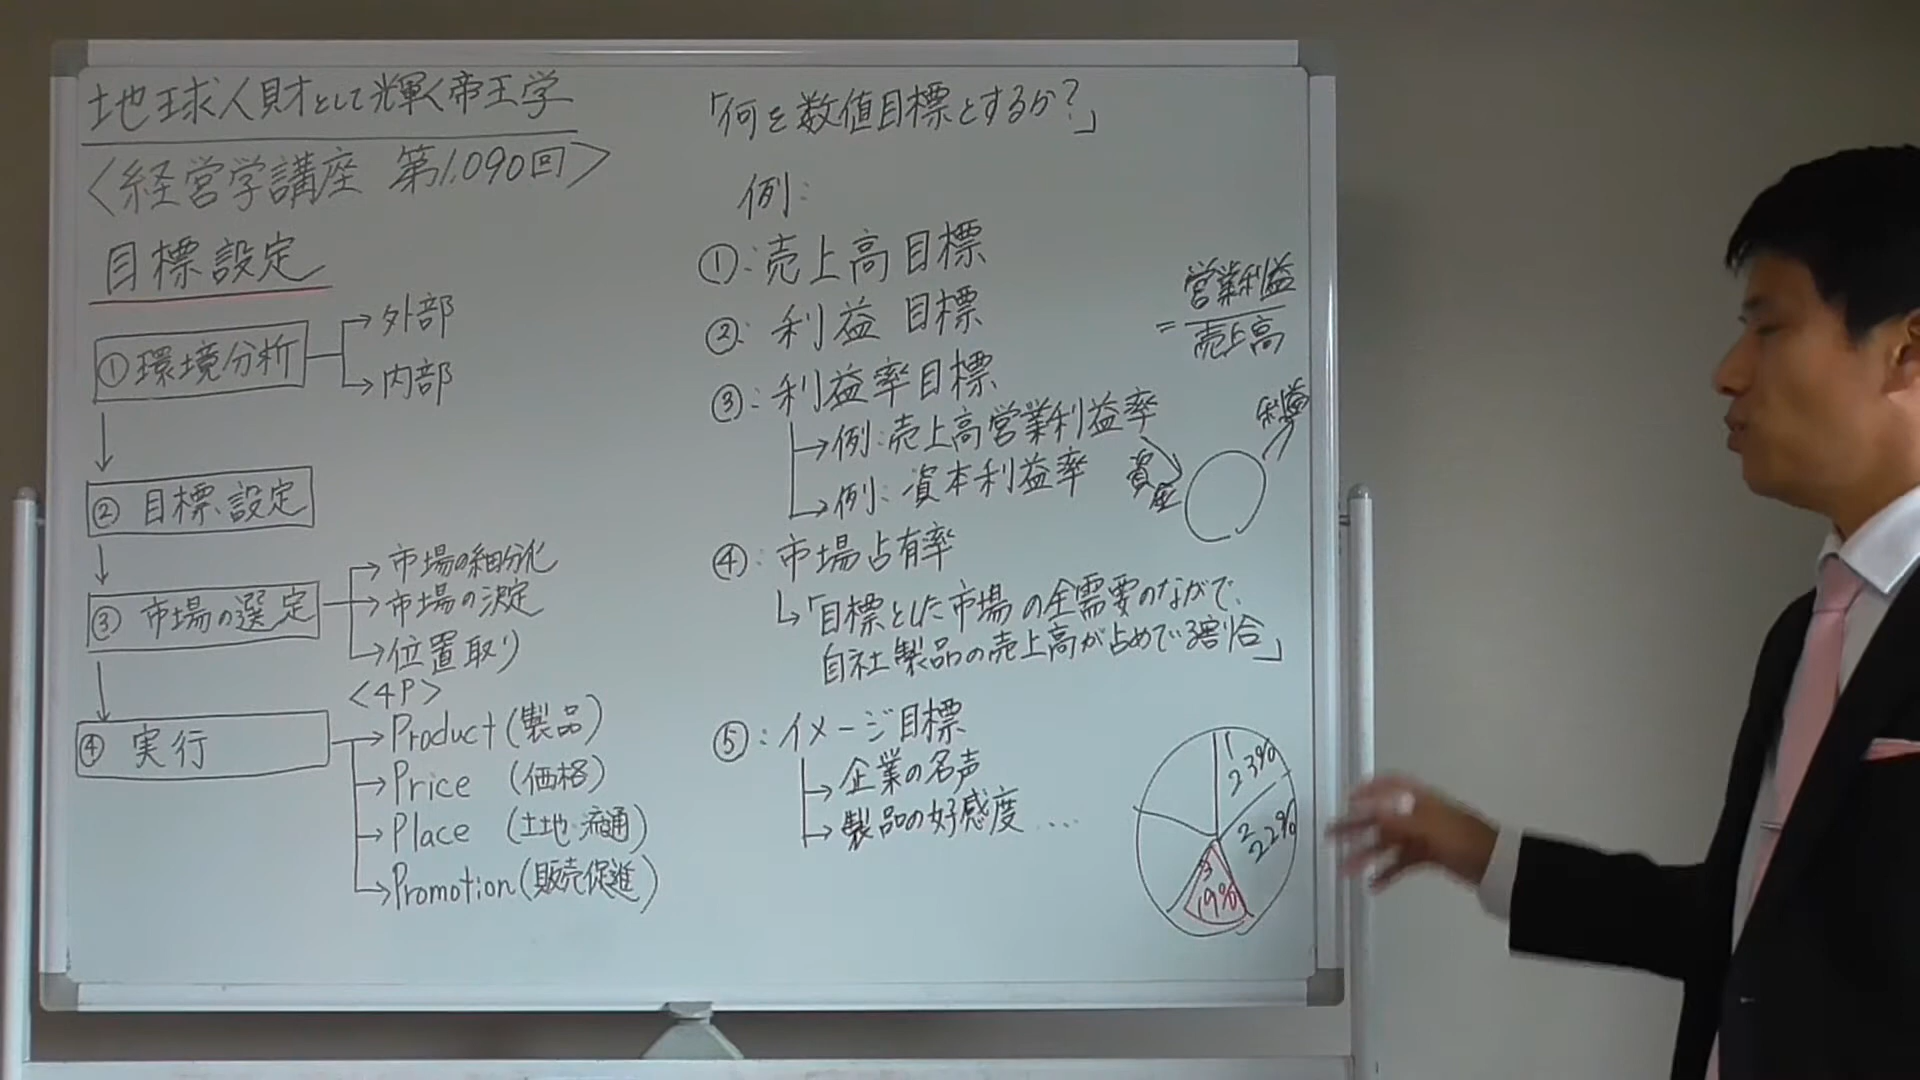 地球人財として輝く帝王学
〈経営学講座 第1,090回〉
目標設定
①環境分析
外部
内部
② 目標設定
③ 市場の選定
市場の細分化
市場の決定
位置取り
〈4P〉
④ 実行
Product(製品)
Price (価格)
Place (土地・流通)
Promotion(販売促進)
「何を数値目標とするか?」
例:
①:売上高目標
②:利益 目標
③:利益率目標
例:売上高営業利益率
例:資本利益率
=営業利益
売上高
資産
利益
④:市場占有率
「目標とした市場の全需要のなかで、
自社製品の売上高が占めている割合」
⑤:イメージ目標
企業の名声
製品の好感度 ...
1
23%
2
22%
3
19%